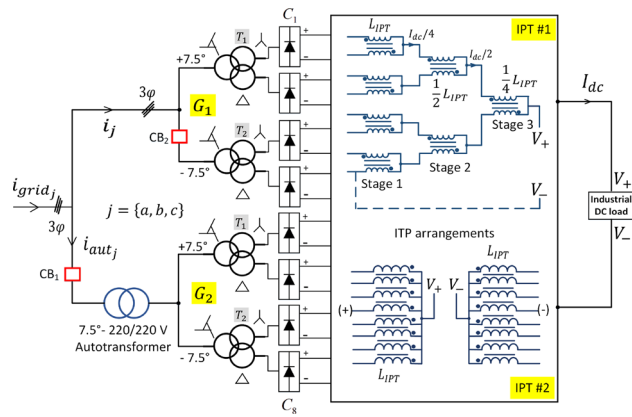 C₁
IPT #1
L_IPT
I_dc/4
I_dc/2
1/2 L_IPT
1/4 L_IPT
Stage 3
V₊
Stage 2
Stage 1
V₋
ITP arrangements
L_IPT
V₊
V₋
(+)
(-)
L_IPT
IPT #2
I_dc
V₊
Industrial
DC load
V₋
+7.5°
T₁
3φ
i_j
G₁
CB₂
T₂
- 7.5°
i_grid_j
3φ
j = {a, b, c}
i_aut_j
CB₁
+7.5°
T₁
G₂
T₂
- 7.5°
7.5°- 220/220 V
Autotransformer
C₈
+
−
+
−
+
−
+
−
+
−
+
−
+
−
+
−